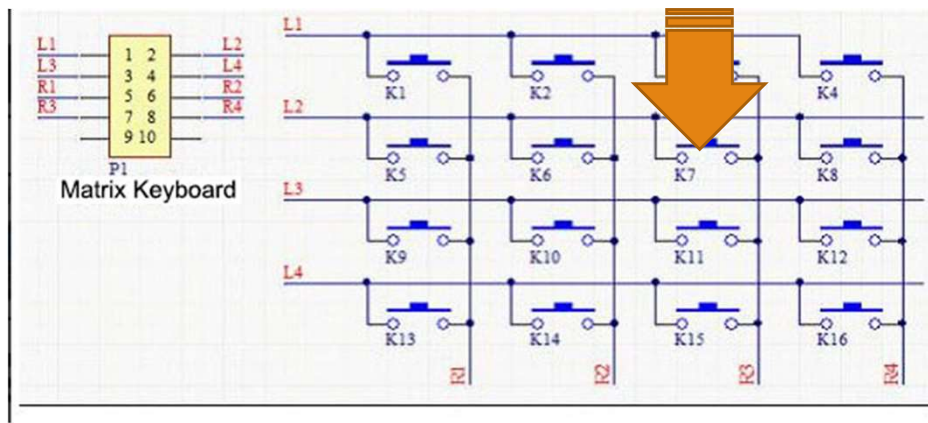 L1 1 2 L2
L3 3 4 L4
R1 5 6 R2
R3 7 8 R4
9 10
P1
Matrix Keyboard
L1
K1 K2 K4
L2
K5 K6 K7 K8
L3
K9 K10 K11 K12
L4
K13 K14 K15 K16
R1 R2 R3 R4